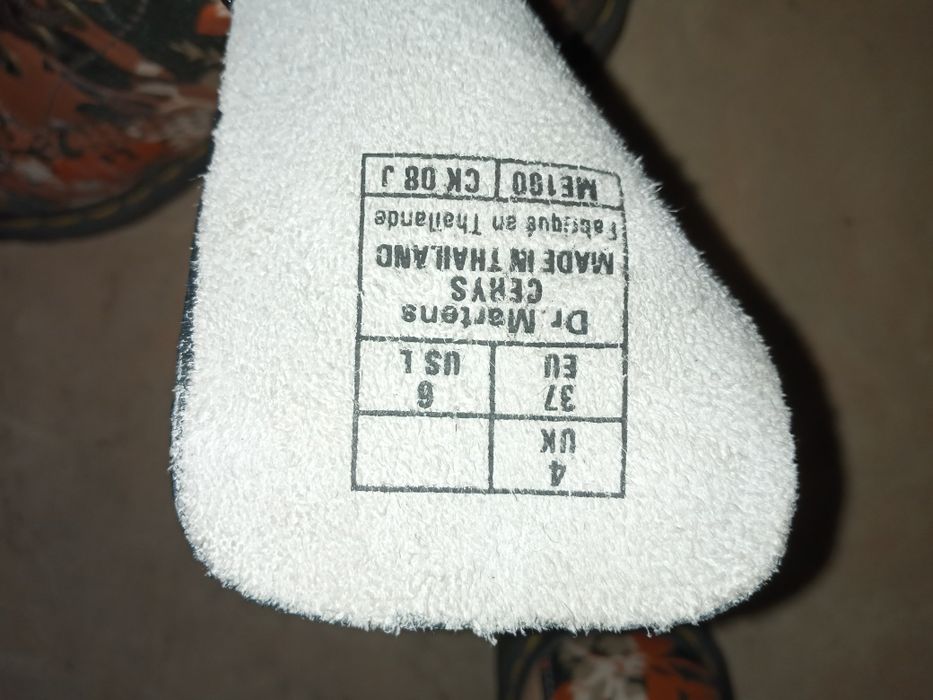 4
UK
37 6
EU US L
Dr. Martens
CERYS
MADE IN THAILAND
Fabriqué en Thaïlande
ME190 CK 08 J